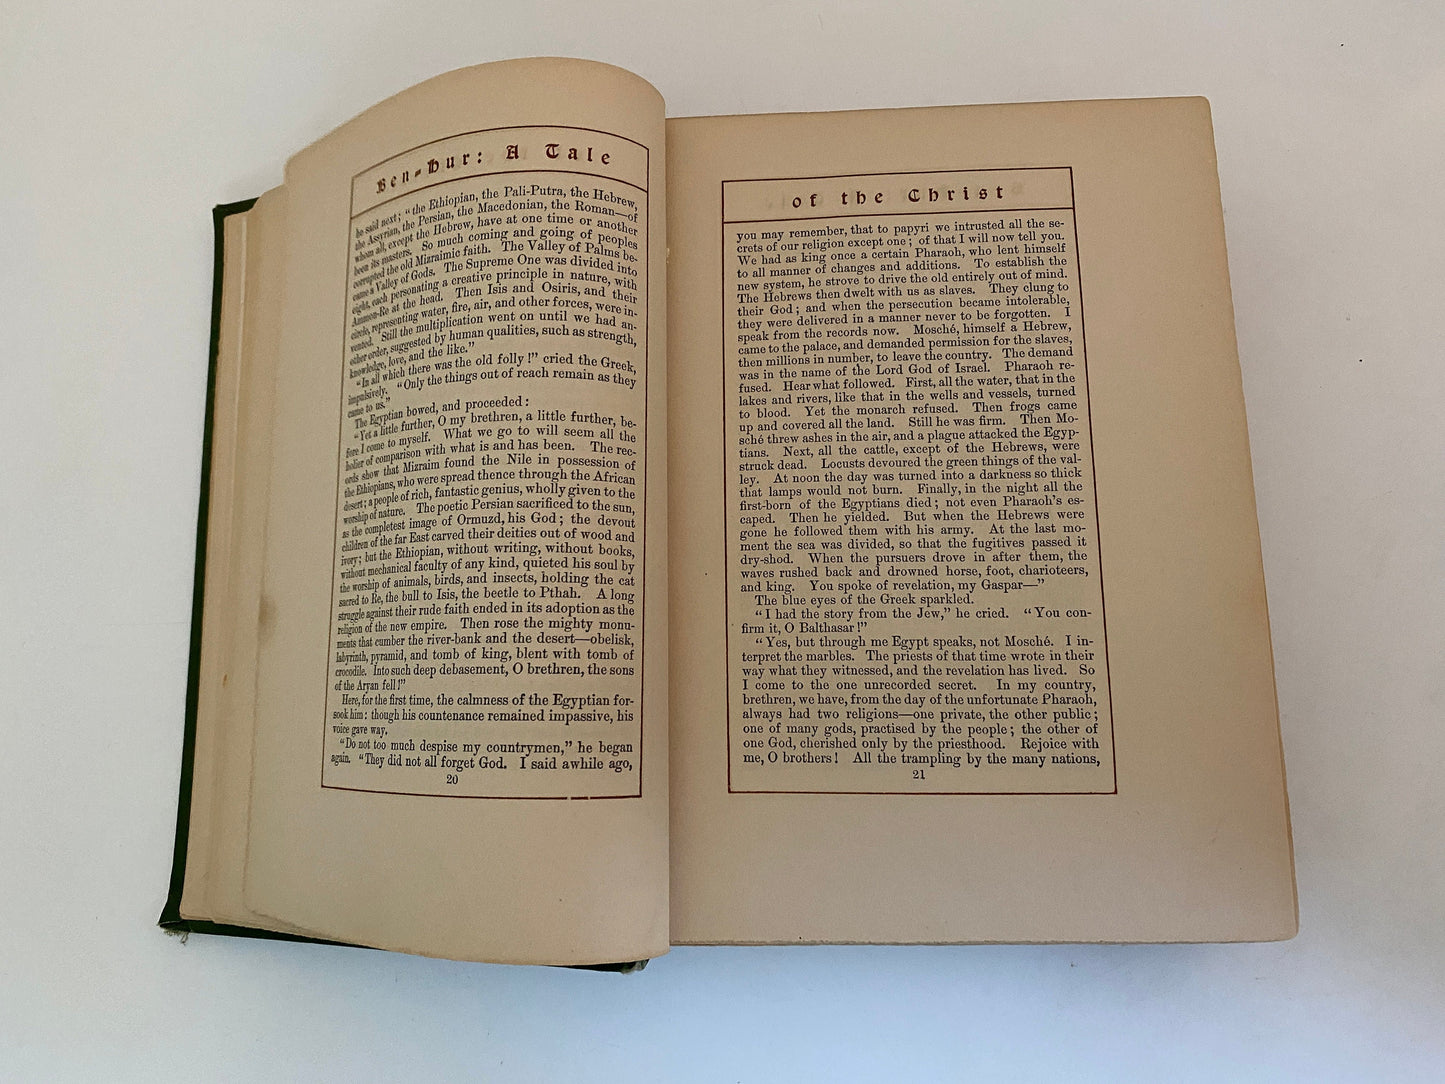 Ben-Hur: A Tale
he said next; "the Ethiopian, the Pali-Putra, the Hebrew,
the Assyrian, the Persian, the Macedonian, the Roman—of
whom all, except the Hebrew, have at one time or another
been its masters. So much coming and going of peoples
corrupted the old Mizraimic faith. The Valley of Palms be-
came a Valley of Gods. The Supreme One was divided into
eight, each personating a creative principle in nature, with
Ammon-Re at the head. Then Isis and Osiris, and their
circle, representing water, fire, air, and other forces, were in-
vented. Still the multiplication went on until we had an-
other order, suggested by human qualities, such as strength,
knowledge, love, and the like."
"In all which there was the old folly!" cried the Greek,
impulsively. "Only the things out of reach remain as they
came to us."
The Egyptian bowed, and proceeded:
"Yet a little further, O my brethren, a little further, be-
fore I come to myself. What we go to will seem all the
holier of comparison with what is and has been. The rec-
ords show that Mizraim found the Nile in possession of
the Ethiopians, who were spread thence through the African
desert; a people of rich, fantastic genius, wholly given to the
worship of nature. The poetic Persian sacrificed to the sun,
as the completest image of Ormuzd, his God; the devout
children of the far East carved their deities out of wood and
ivory; but the Ethiopian, without writing, without books,
without mechanical faculty of any kind, quieted his soul by
the worship of animals, birds, and insects, holding the cat
sacred to Re, the bull to Isis, the beetle to Pthah. A long
struggle against their rude faith ended in its adoption as the
religion of the new empire. Then rose the mighty monu-
ments that cumber the river-bank and the desert—obelisk,
labyrinth, pyramid, and tomb of king, blent with tomb of
crocodile. Into such deep debasement, O brethren, the sons
of the Aryan fell!"
Here, for the first time, the calmness of the Egyptian for-
sook him: though his countenance remained impassive, his
voice gave way.
"Do not too much despise my countrymen," he began
again. "They did not all forget God. I said awhile ago,
20
of the Christ
you may remember, that to papyri we intrusted all the se-
crets of our religion except one; of that I will now tell you.
We had as king once a certain Pharaoh, who lent himself
to all manner of changes and additions. To establish the
new system, he strove to drive the old entirely out of mind.
The Hebrews then dwelt with us as slaves. They clung to
their God; and when the persecution became intolerable,
they were delivered in a manner never to be forgotten. I
speak from the records now. Mosché, himself a Hebrew,
came to the palace, and demanded permission for the slaves,
then millions in number, to leave the country. The demand
was in the name of the Lord God of Israel. Pharaoh re-
fused. Hear what followed. First, all the water, that in the
lakes and rivers, like that in the wells and vessels, turned
to blood. Yet the monarch refused. Then frogs came
up and covered all the land. Still he was firm. Then Mo-
sché threw ashes in the air, and a plague attacked the Egyp-
tians. Next, all the cattle, except of the Hebrews, were
struck dead. Locusts devoured the green things of the val-
ley. At noon the day was turned into a darkness so thick
that lamps would not burn. Finally, in the night all the
first-born of the Egyptians died; not even Pharaoh's es-
caped. Then he yielded. But when the Hebrews were
gone he followed them with his army. At the last mo-
ment the sea was divided, so that the fugitives passed it
dry-shod. When the pursuers drove in after them, the
waves rushed back and drowned horse, foot, charioteers,
and king. You spoke of revelation, my Gaspar—"
The blue eyes of the Greek sparkled.
"I had the story from the Jew," he cried. "You con-
firm it, O Balthasar!"
"Yes, but through me Egypt speaks, not Mosché. I in-
terpret the marbles. The priests of that time wrote in their
way what they witnessed, and the revelation has lived. So
I come to the one unrecorded secret. In my country,
brethren, we have, from the day of the unfortunate Pharaoh,
always had two religions—one private, the other public;
one of many gods, practised by the people; the other of
one God, cherished only by the priesthood. Rejoice with
me, O brothers! All the trampling by the many nations,
21